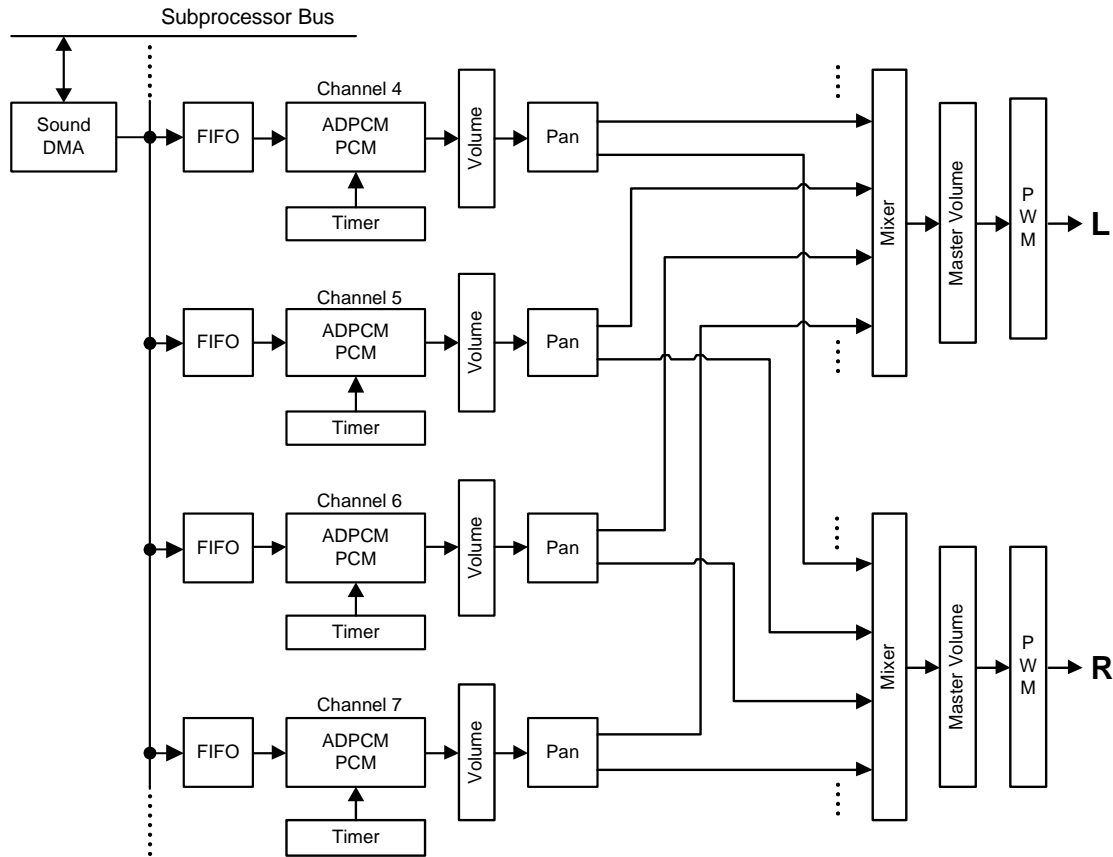 Subprocessor Bus
Sound
DMA
Channel 4
FIFO
ADPCM
PCM
Timer
Volume
Pan
Channel 5
FIFO
ADPCM
PCM
Timer
Volume
Pan
Channel 6
FIFO
ADPCM
PCM
Timer
Volume
Pan
Channel 7
FIFO
ADPCM
PCM
Timer
Volume
Pan
Mixer
Master Volume
P
W
M
L
Mixer
Master Volume
P
W
M
R